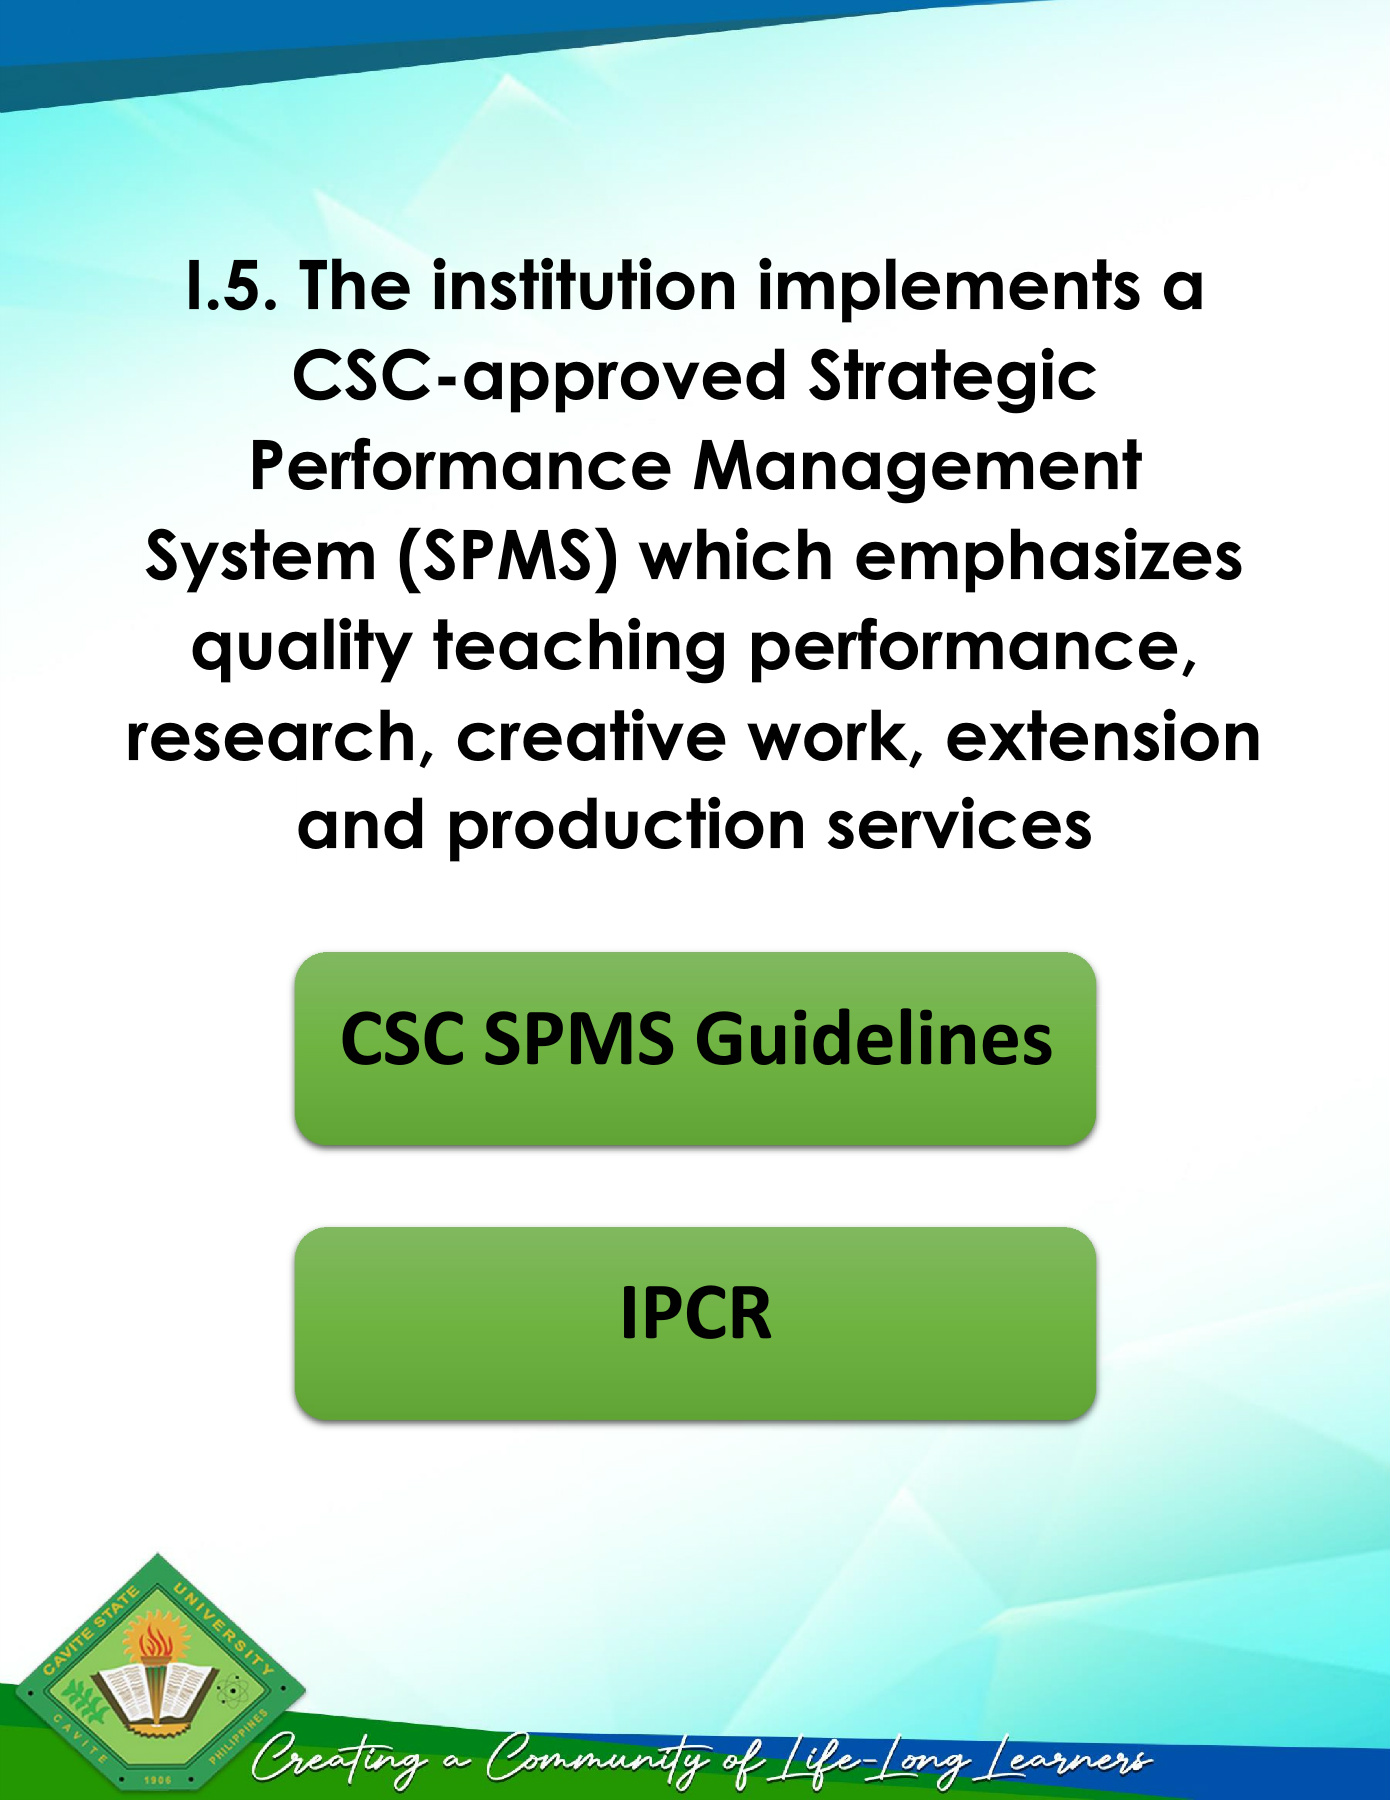 I.5. The institution implements a
CSC-approved Strategic
Performance Management
System (SPMS) which emphasizes
quality teaching performance,
research, creative work, extension
and production services
CSC SPMS Guidelines
IPCR
CAVITE STATE UNIVERSITY
CAVITE
PHILIPPINES
1906
Creating a Community of Life-Long Learners